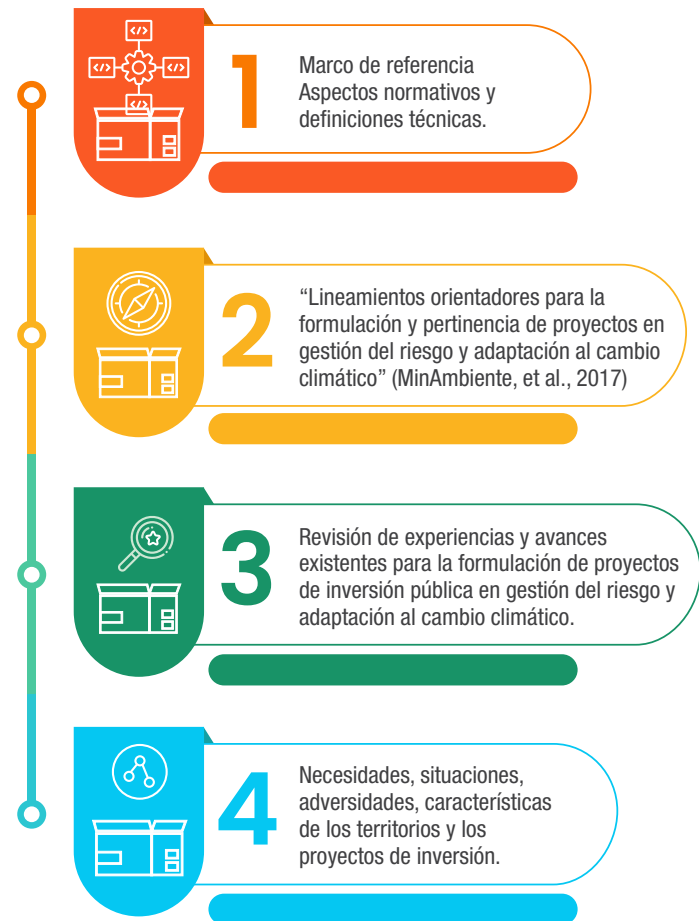 </>
</>
</>
</>
1
Marco de referencia
Aspectos normativos y
definiciones técnicas.
2
“Lineamientos orientadores para la
formulación y pertinencia de proyectos en
gestión del riesgo y adaptación al cambio
climático” (MinAmbiente, et al., 2017)
3
Revisión de experiencias y avances
existentes para la formulación de proyectos
de inversión pública en gestión del riesgo y
adaptación al cambio climático.
4
Necesidades, situaciones,
adversidades, características
de los territorios y los
proyectos de inversión.